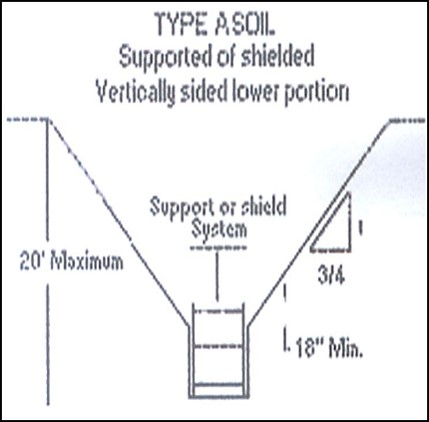 TYPE A SOIL
Supported of shielded
Vertically sided lower portion
Support or shield
System
20' Maximum
1
3/4
18" Min.